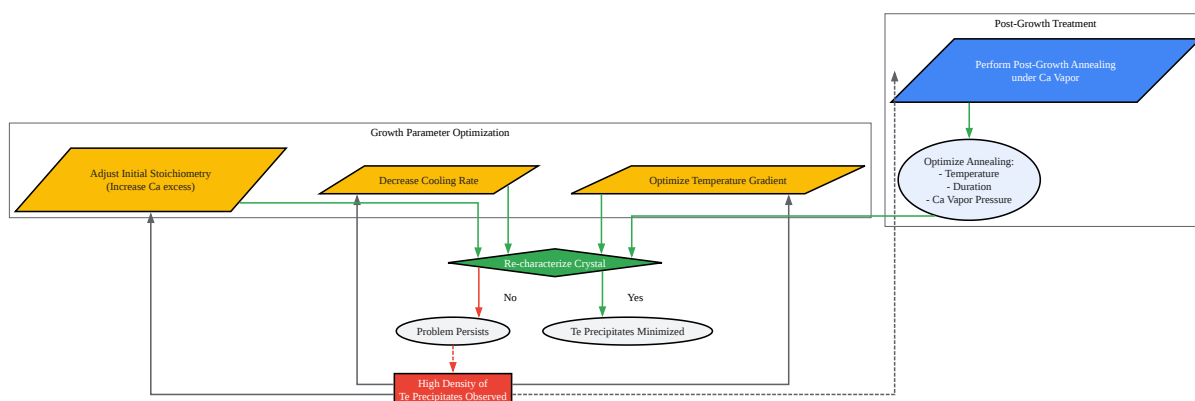 Post-Growth Treatment
Perform Post-Growth Annealing
under Ca Vapor
Growth Parameter Optimization
Adjust Initial Stoichiometry
(Increase Ca excess)
Decrease Cooling Rate
Optimize Temperature Gradient
Optimize Annealing:
- Temperature
- Duration
- Ca Vapor Pressure
Re-characterize Crystal
No
Yes
Problem Persists
Te Precipitates Minimized
High Density of
Te Precipitates Observed